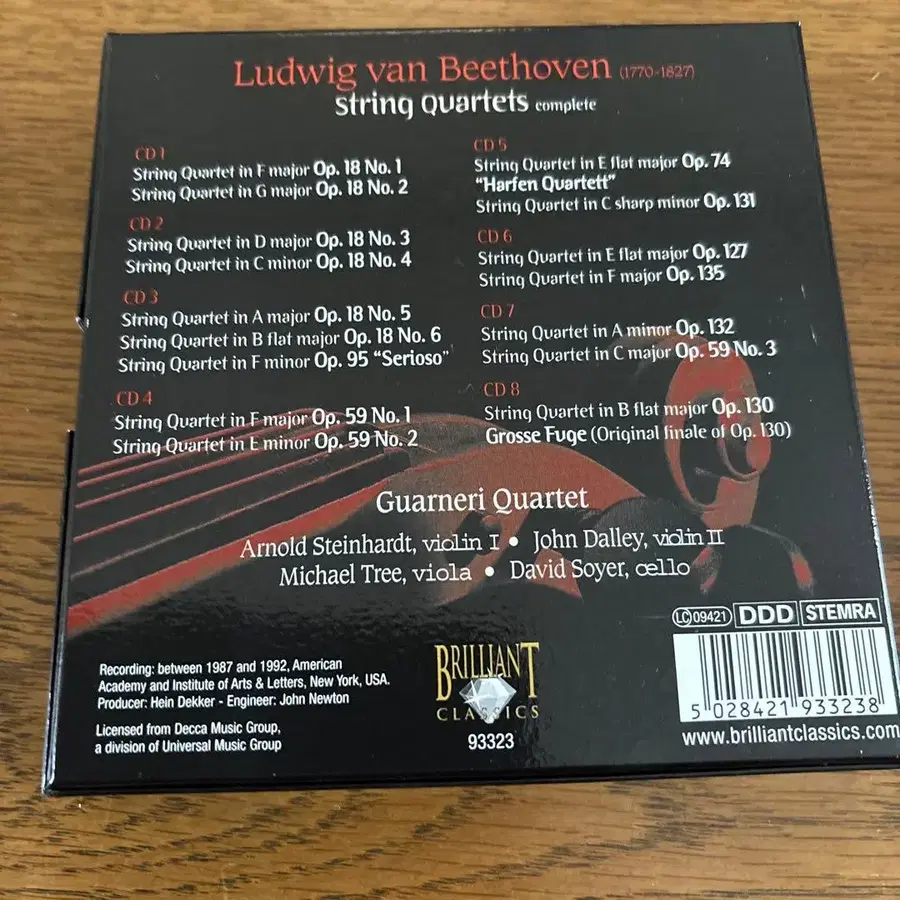 Ludwig van Beethoven (1770-1827)
String Quartets complete
CD 1
String Quartet in F major Op. 18 No. 1
String Quartet in G major Op. 18 No. 2
CD 2
String Quartet in D major Op. 18 No. 3
String Quartet in C minor Op. 18 No. 4
CD 3
String Quartet in A major Op. 18 No. 5
String Quartet in B flat major Op. 18 No. 6
String Quartet in F minor Op. 95 "Serioso"
CD 4
String Quartet in F major Op. 59 No. 1
String Quartet in E minor Op. 59 No. 2
CD 5
String Quartet in E flat major Op. 74
"Harfen Quartett"
String Quartet in C sharp minor Op. 131
CD 6
String Quartet in E flat major Op. 127
String Quartet in F major Op. 135
CD 7
String Quartet in A minor Op. 132
String Quartet in C major Op. 59 No. 3
CD 8
String Quartet in B flat major Op. 130
Grosse Fuge (Original finale of Op. 130)
Guarneri Quartet
Arnold Steinhardt, violin I • John Dalley, violin II
Michael Tree, viola • David Soyer, cello
Recording: between 1987 and 1992, American
Academy and Institute of Arts & Letters, New York, USA.
Producer: Hein Dekker - Engineer: John Newton
Licensed from Decca Music Group,
a division of Universal Music Group
BRILLIANT
CLASSICS
93323
LC 09421 DDD STEMRA
5 028421 933238
www.brilliantclassics.com